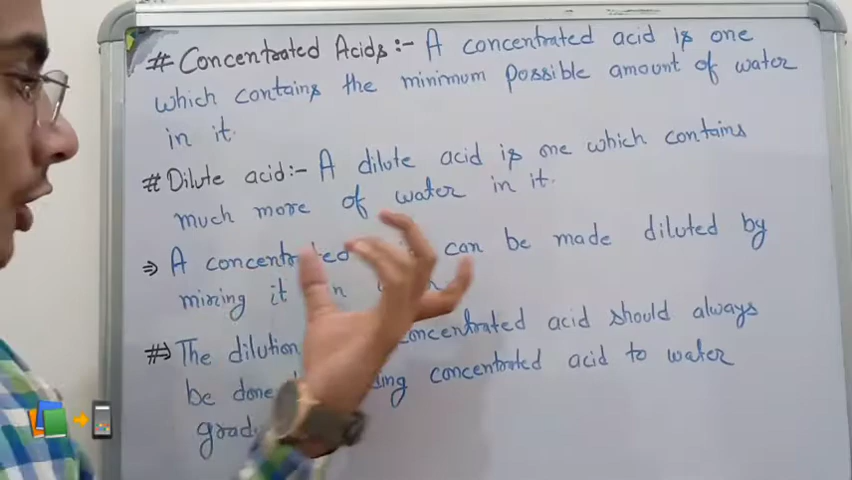 # Concentrated Acids:- A concentrated acid is one
which contains the minimum possible amount of water
in it.
# Dilute acid:- A dilute acid is one which contains
much more of water in it.
⇒ A concentrated can be made diluted by
mixing it in
⇒ The dilution concentrated acid should always
be done concentrated acid to water